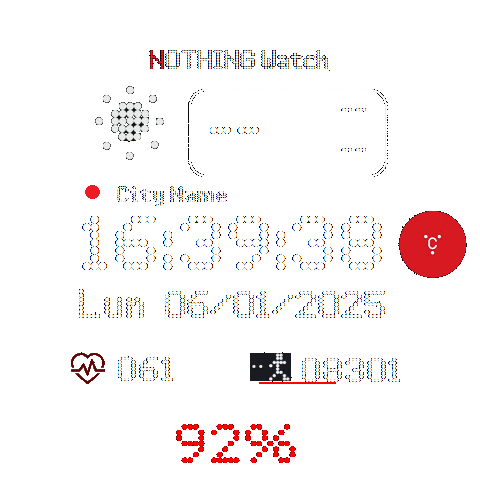 NOTHING Watch
---- 
-- --
----
City Name
16:39:38
°C
Lun 06/01/2025
061 08301
92%